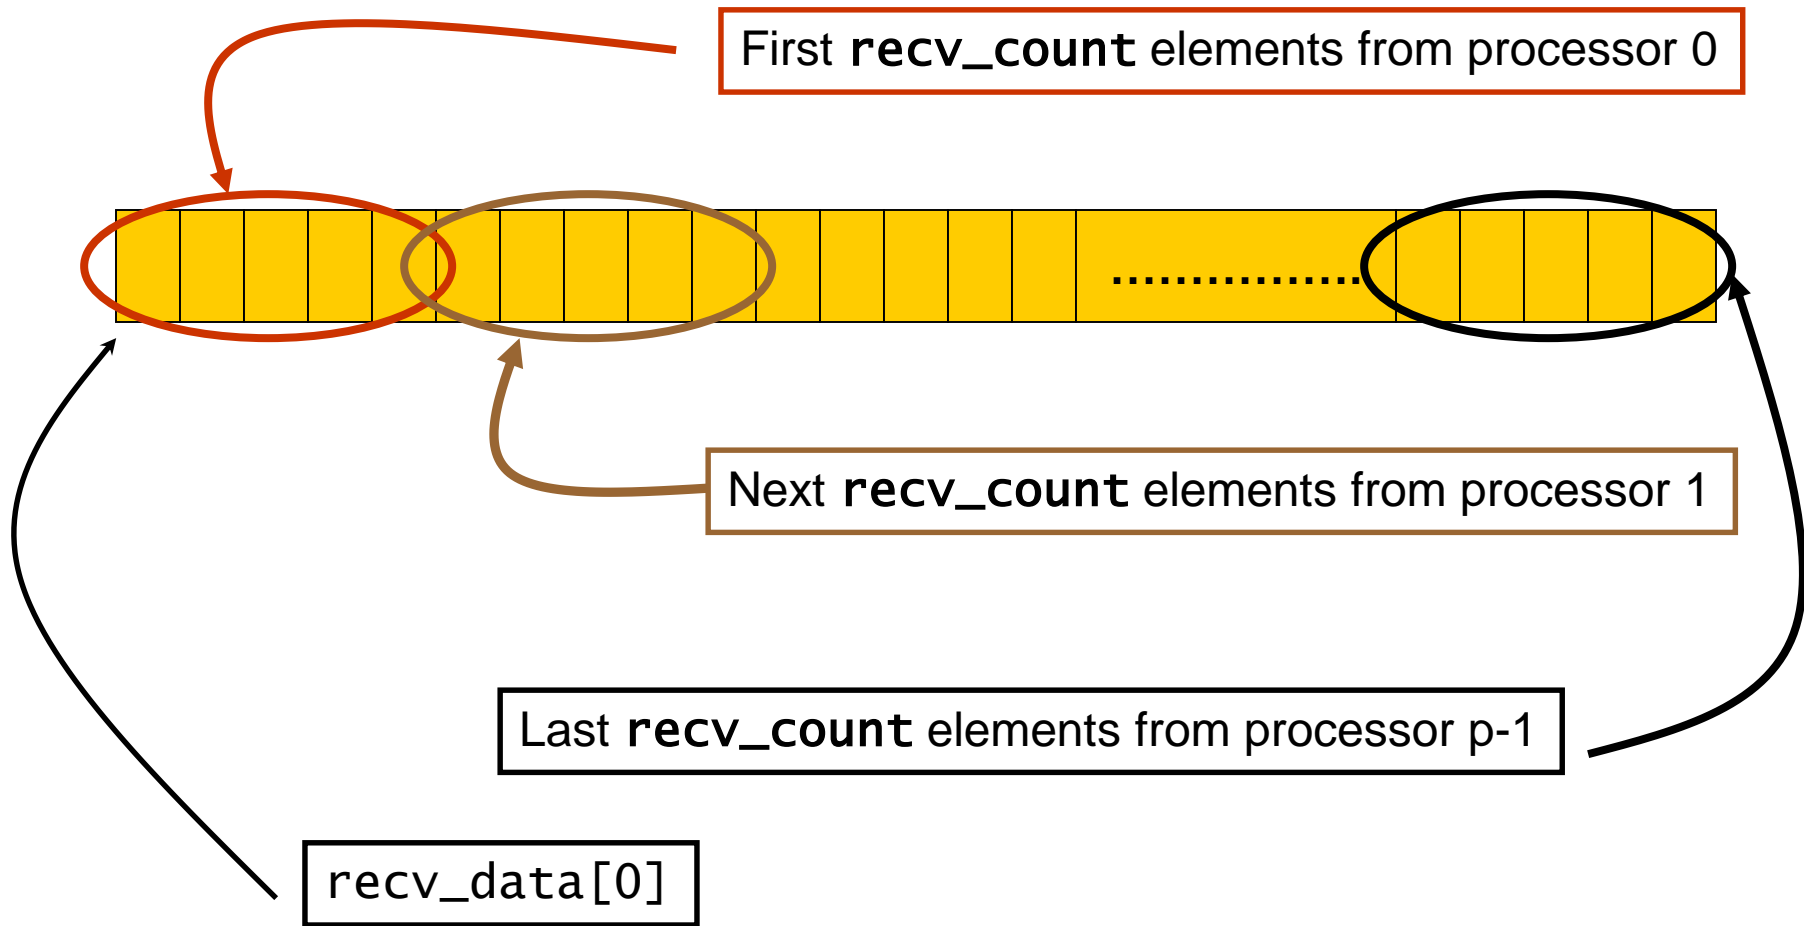 First recv_count elements from processor 0
...............
Next recv_count elements from processor 1
Last recv_count elements from processor p-1
recv_data[0]